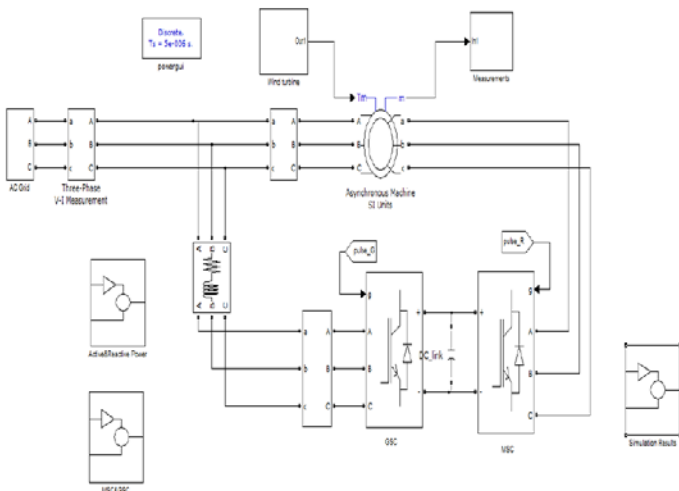 Discrete,
Ts = 5e-006 s.
powergui
Out1
Wind turbine
In1
Measurements
Tm
m
A
B
C
AC Grid
a
b
c
A
B
C
Three-Phase
V-I Measurement
a
b
c
A
B
C
A
B
C
a
b
c
Asynchronous Machine
SI Units
A
B
C
A
B
C
pulse_G
pulse_R
Active&Reactive Power
a
b
c
A
B
C
g
A
B
C
+
-
GSC
DC_link
+
-
g
A
B
C
MSC
Simulation Results